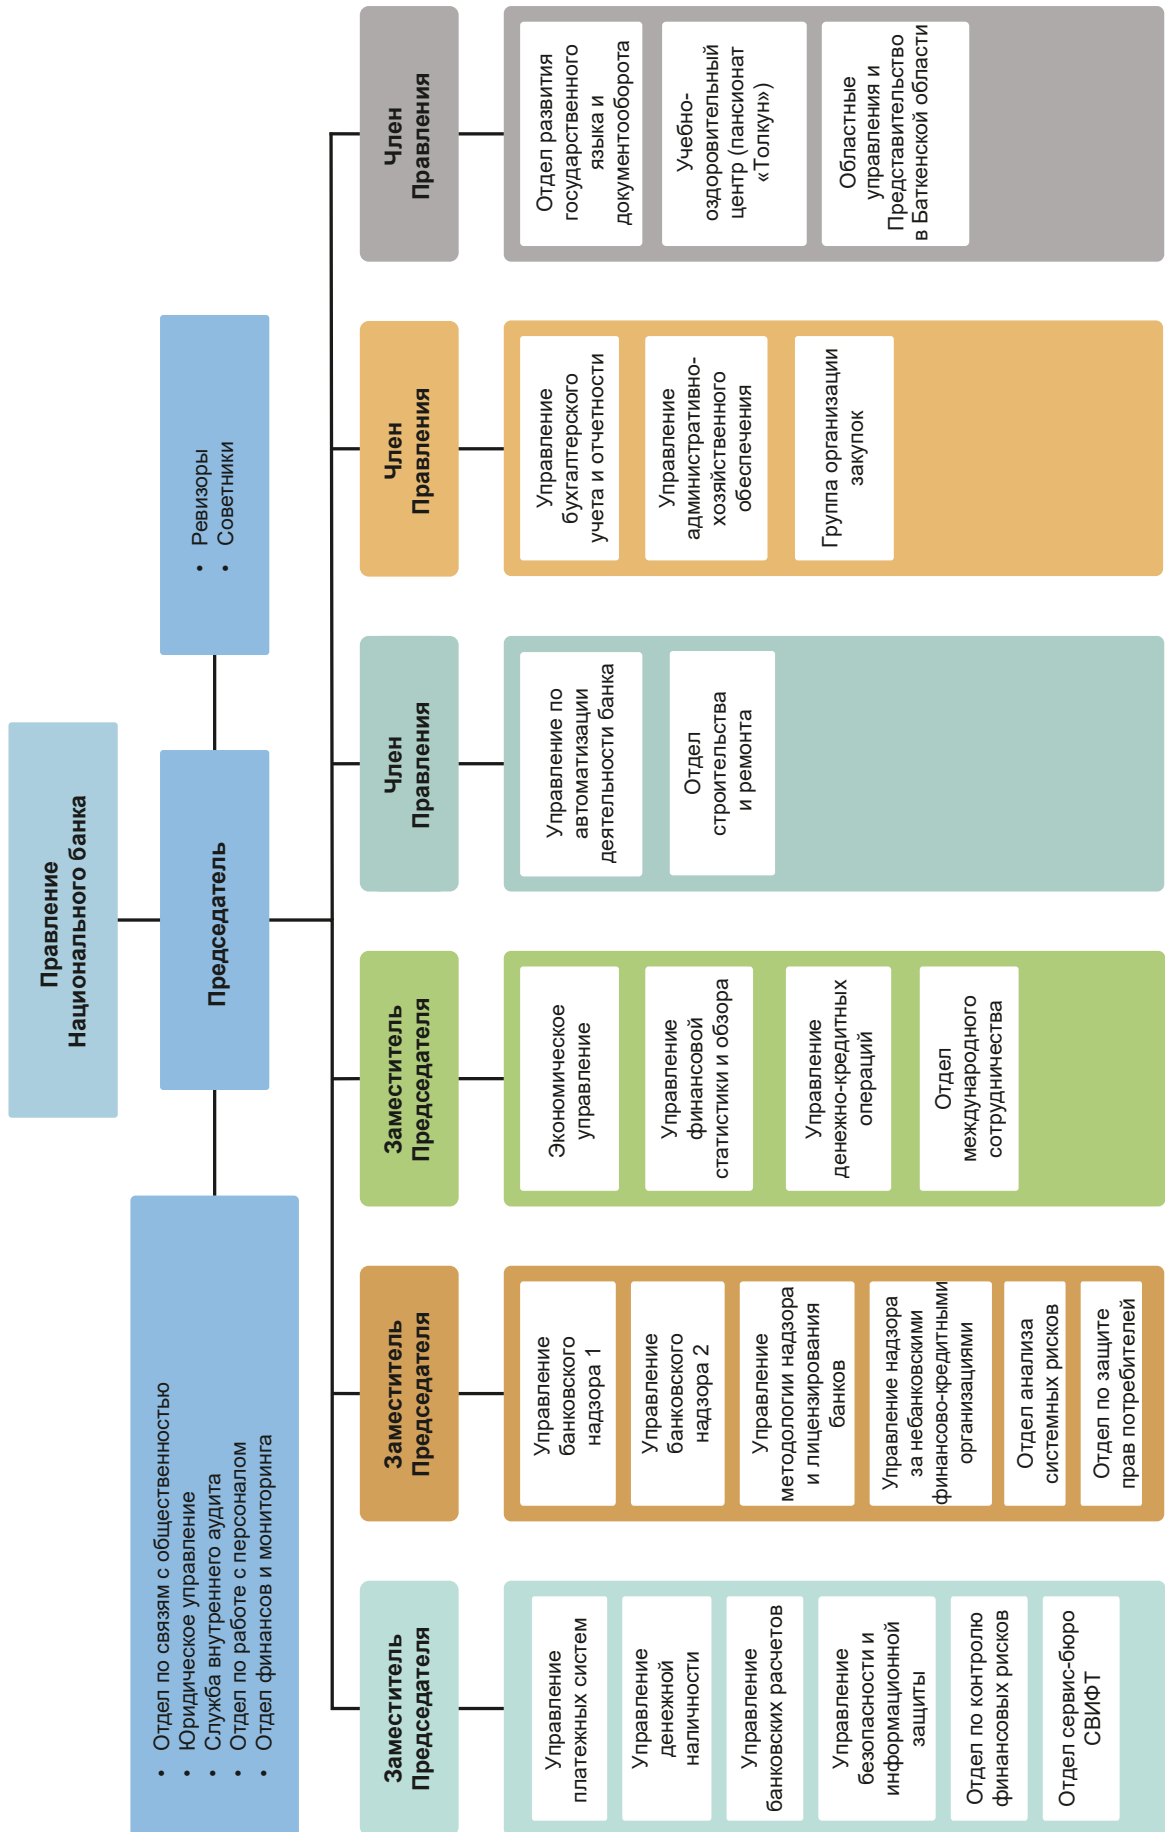 Правление
Национального банка
Председатель
• Отдел по связям с общественностью
• Юридическое управление
• Служба внутреннего аудита
• Отдел по работе с персоналом
• Отдел финансов и мониторинга
• Ревизоры
• Советники
Заместитель
Председателя
Управление
платежных систем
Управление
денежной
наличности
Управление
банковских расчетов
Управление
безопасности и
информационной
защиты
Отдел по контролю
финансовых рисков
Отдел сервис-бюро
СВИФТ
Заместитель
Председателя
Управление
банковского
надзора 1
Управление
банковского
надзора 2
Управление
методологии надзора
и лицензирования
банков
Управление надзора
за небанковскими
финансово-кредитными
организациями
Отдел анализа
системных рисков
Отдел по защите
прав потребителей
Заместитель
Председателя
Экономическое
управление
Управление
финансовой
статистики и обзора
Управление
денежно-кредитных
операций
Отдел
международного
сотрудничества
Член
Правления
Управление по
автоматизации
деятельности банка
Отдел
строительства
и ремонта
Член
Правления
Управление
бухгалтерского
учета и отчетности
Управление
административно-
хозяйственного
обеспечения
Группа организации
закупок
Член
Правления
Отдел развития
государственного
языка и
документооборота
Учебно-
оздоровительный
центр (пансионат
«Толкун»)
Областные
управления и
Представительство
в Баткенской области